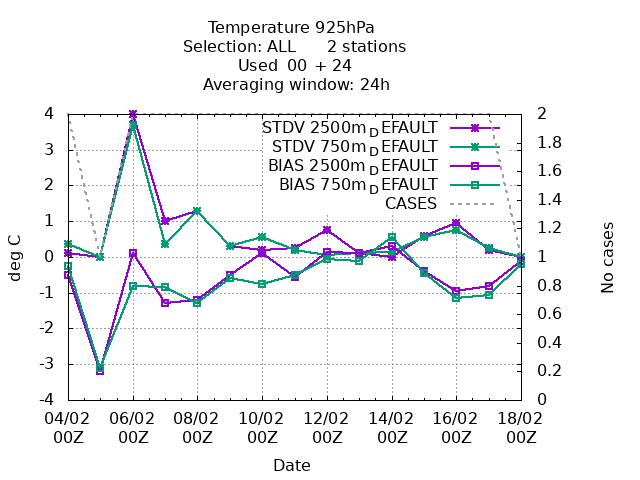 Temperature 925hPa
Selection: ALL 2 stations
Used 00 + 24
Averaging window: 24h
STDV 2500m_DEFAULT
STDV 750m_DEFAULT
BIAS 2500m_DEFAULT
BIAS 750m_DEFAULT
CASES
deg C
4
3
2
1
0
-1
-2
-3
-4
2
1.8
1.6
1.4
1.2
1
0.8
0.6
0.4
0.2
0
No cases
04/02 06/02 08/02 10/02 12/02 14/02 16/02 18/02
00Z 00Z 00Z 00Z 00Z 00Z 00Z 00Z
Date